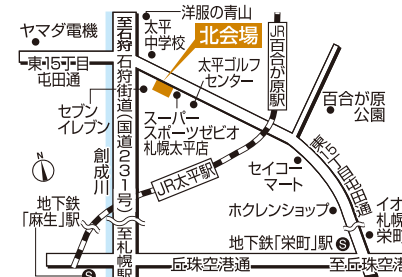 ヤマダ電機
至石狩
洋服の青山
太平
中学校
北会場
JR百合が原駅
東15丁目
屯田通
石狩街道(国道231号)
太平ゴルフ
センター
百合が原
公園
セブン
イレブン
スーパー
スポーツゼビオ
札幌太平店
東15丁目屯田通
N
創成川
JR太平駅
セイコー
マート
地下鉄
「麻生」駅
ホクレンショップ
イオ
札幌
栄町
地下鉄「栄町」駅
S
至札幌駅
丘珠空港通
至丘珠空港
S